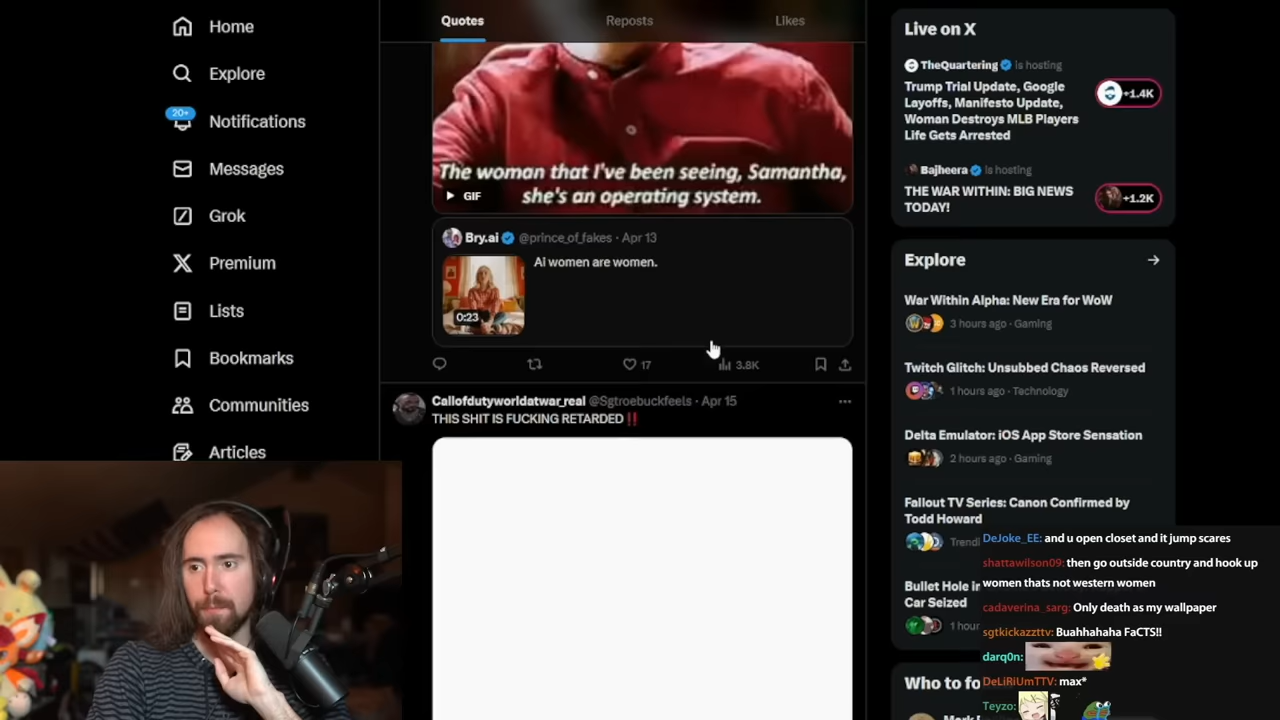 Home
Explore
20+
Notifications
Messages
Grok
Premium
Lists
Bookmarks
Communities
Articles
Quotes
Reposts
Likes
The woman that I've been seeing, Samantha,
she's an operating system.
GIF
Bry.ai @prince_of_fakes · Apr 13
Ai women are women.
0:23
17
3.8K
Callofdutyworldatwar_real @Sgtroebuckfeels · Apr 15
THIS SHIT IS FUCKING RETARDED‼️
Live on X
TheQuartering is hosting
Trump Trial Update, Google
Layoffs, Manifesto Update,
Woman Destroys MLB Players
Life Gets Arrested
+1.4K
Bajheera is hosting
THE WAR WITHIN: BIG NEWS
TODAY!
+1.2K
Explore
War Within Alpha: New Era for WoW
3 hours ago · Gaming
Twitch Glitch: Unsubbed Chaos Reversed
1 hours ago · Technology
Delta Emulator: iOS App Store Sensation
2 hours ago · Gaming
Fallout TV Series: Canon Confirmed by
Todd Howard
Trendi
Bullet Hole in
Car Seized
1 hour
Who to fo
DeJoke_EE: and u open closet and it jump scares
shattawilson09: then go outside country and hook up
women thats not western women
cadaverina_sarg: Only death as my wallpaper
sgtkickazzttv: Buahhahaha FaCTS!!
darq0n:
DeLiRiUmTTV: max*
Teyzo: